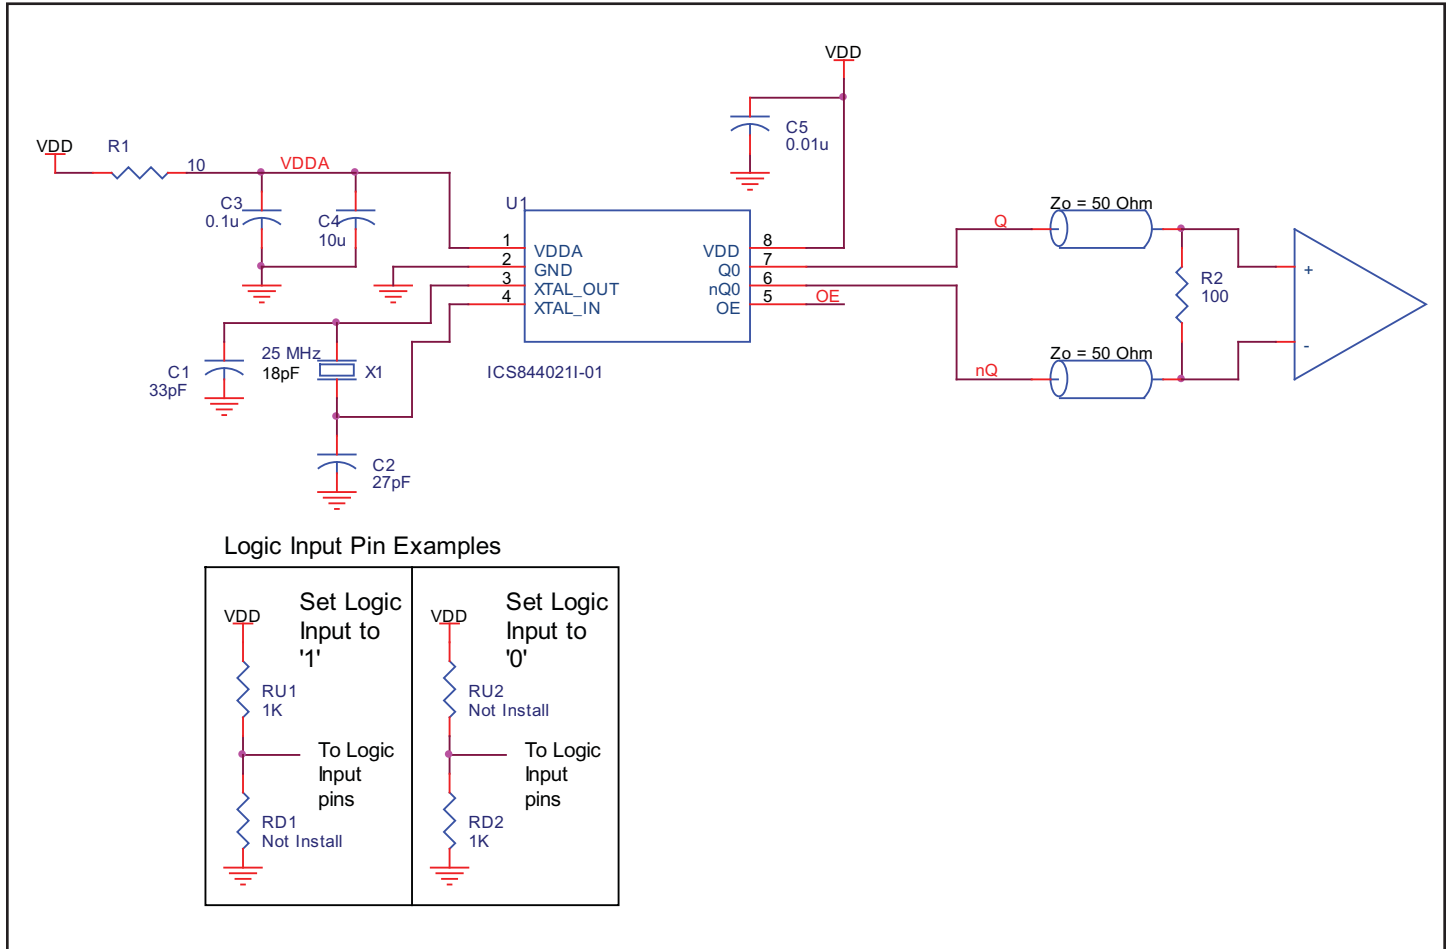 VDD
C5
0.01u
VDD
R1
10
VDDA
C3
0.1u
C4
10u
U1
1
2
3
4
VDDA
GND
XTAL_OUT
XTAL_IN
VDD
Q0
nQ0
OE
8
7
6
5
OE
ICS844021I-01
Q
Zo = 50 Ohm
R2
100
+
-
nQ
Zo = 50 Ohm
C1
33pF
25 MHz
18pF
X1
C2
27pF
Logic Input Pin Examples
VDD
Set Logic
Input to
'1'
RU1
1K
To Logic
Input
pins
RD1
Not Install
VDD
Set Logic
Input to
'0'
RU2
Not Install
To Logic
Input
pins
RD2
1K